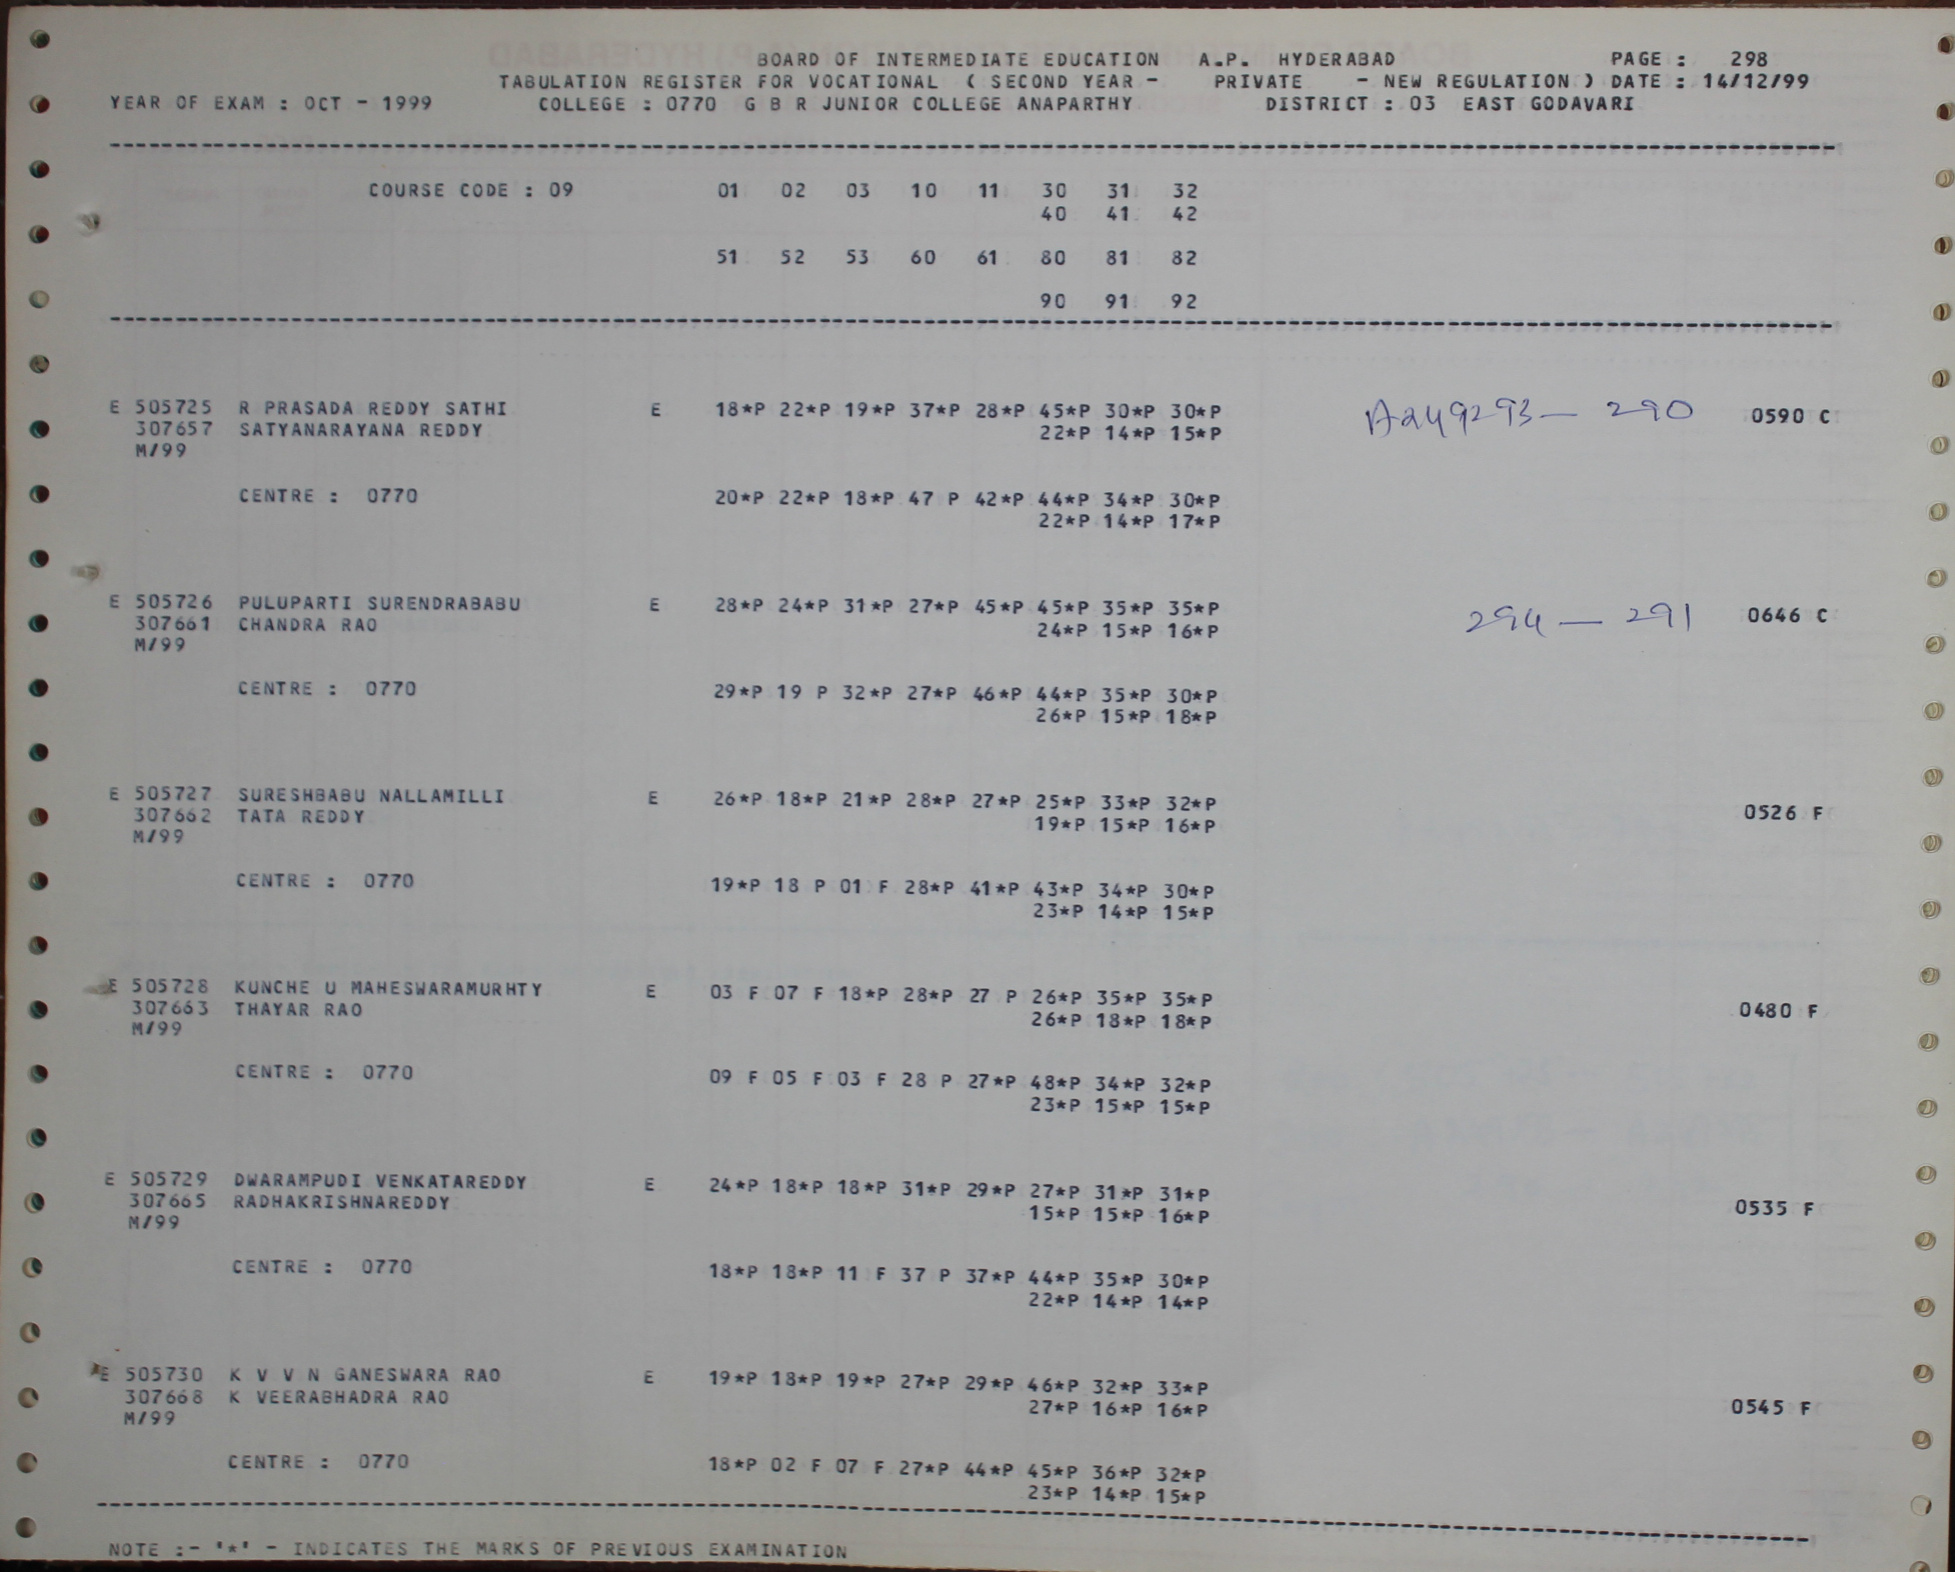 BOARD OF INTERMEDIATE EDUCATION A.P. HYDERABAD PAGE : 298
TABULATION REGISTER FOR VOCATIONAL ( SECOND YEAR - PRIVATE - NEW REGULATION ) DATE : 14/12/99
YEAR OF EXAM : OCT - 1999 COLLEGE : 0770 G B R JUNIOR COLLEGE ANAPARTHY DISTRICT : 03 EAST GODAVARI
COURSE CODE : 09 01 02 03 10 11 30 31 32
40 41 42
51 52 53 60 61 80 81 82
90 91 92
E 505725 R PRASADA REDDY SATHI E 18*P 22*P 19*P 37*P 28*P 45*P 30*P 30*P A249293 — 290 0590 C
307657 SATYANARAYANA REDDY 22*P 14*P 15*P
M/99
CENTRE : 0770 20*P 22*P 18*P 47 P 42*P 44*P 34*P 30*P
22*P 14*P 17*P
E 505726 PULUPARTI SURENDRABABU E 28*P 24*P 31*P 27*P 45*P 45*P 35*P 35*P 294 — 291 0646 C
307661 CHANDRA RAO 24*P 15*P 16*P
M/99
CENTRE : 0770 29*P 19 P 32*P 27*P 46*P 44*P 35*P 30*P
26*P 15*P 18*P
E 505727 SURESHBABU NALLAMILLI E 26*P 18*P 21*P 28*P 27*P 25*P 33*P 32*P
307662 TATA REDDY 19*P 15*P 16*P 0526 F
M/99
CENTRE : 0770 19*P 18 P 01 F 28*P 41*P 43*P 34*P 30*P
23*P 14*P 15*P
E 505728 KUNCHE U MAHESWARAMURHTY E 03 F 07 F 18*P 28*P 27 P 26*P 35*P 35*P
307663 THAYAR RAO 26*P 18*P 18*P 0480 F
M/99
CENTRE : 0770 09 F 05 F 03 F 28 P 27*P 48*P 34*P 32*P
23*P 15*P 15*P
E 505729 DWARAMPUDI VENKATAREDDY E 24*P 18*P 18*P 31*P 29*P 27*P 31*P 31*P
307665 RADHAKRISHNAREDDY 15*P 15*P 16*P 0535 F
M/99
CENTRE : 0770 18*P 18*P 11 F 37 P 37*P 44*P 35*P 30*P
22*P 14*P 14*P
E 505730 K V V N GANESWARA RAO E 19*P 18*P 19*P 27*P 29*P 46*P 32*P 33*P
307668 K VEERABHADRA RAO 27*P 16*P 16*P 0545 F
M/99
CENTRE : 0770 18*P 02 F 07 F 27*P 44*P 45*P 36*P 32*P
23*P 14*P 15*P
NOTE :- '*' - INDICATES THE MARKS OF PREVIOUS EXAMINATION